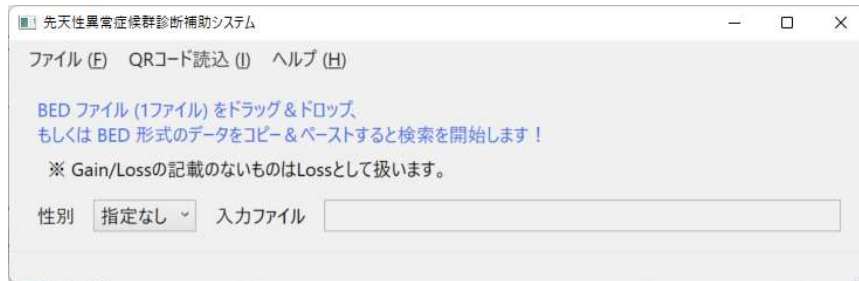 先天性異常症候群診断補助システム
ファイル (F) QRコード読込 (I) ヘルプ (H)
BED ファイル (1ファイル) をドラッグ＆ドロップ、
もしくは BED 形式のデータをコピー＆ペーストすると検索を開始します！
※ Gain/Lossの記載のないものはLossとして扱います。
性別 指定なし 入力ファイル